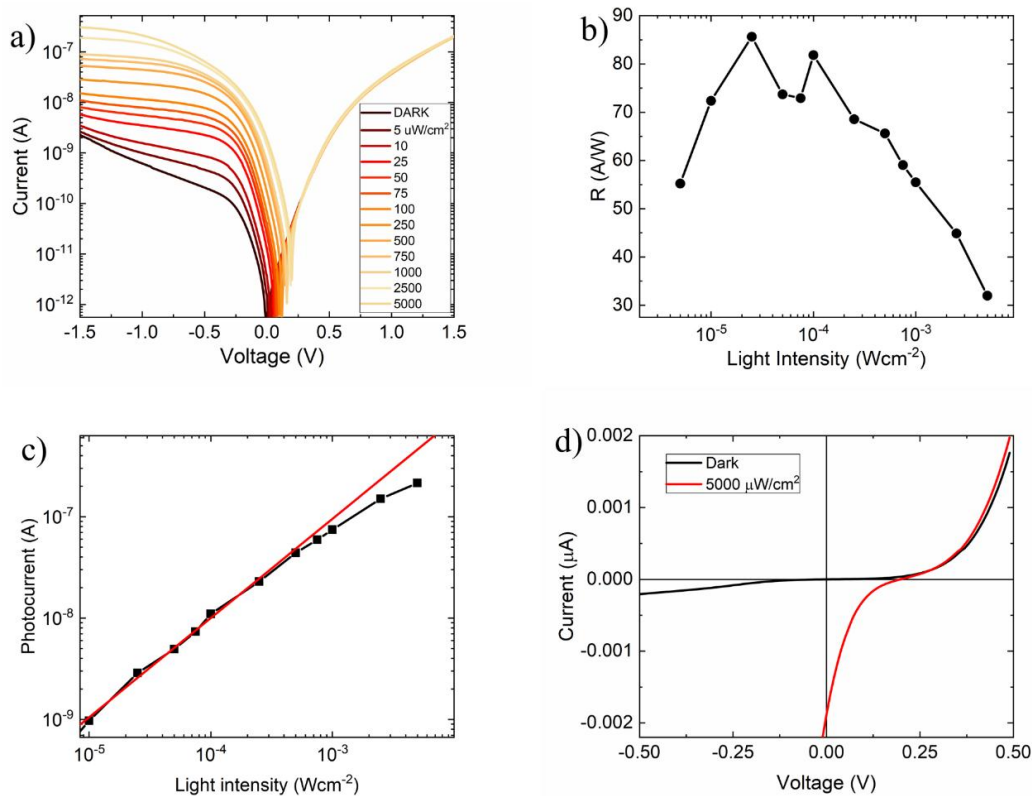 a)
Current (A)
10⁻⁷
10⁻⁸
10⁻⁹
10⁻¹⁰
10⁻¹¹
10⁻¹²
DARK
5 uW/cm²
10
25
50
75
100
250
500
750
1000
2500
5000
-1.5 -1.0 -0.5 0.0 0.5 1.0 1.5
Voltage (V)
b)
R (A/W)
90
80
70
60
50
40
30
10⁻⁵ 10⁻⁴ 10⁻³
Light Intensity (Wcm⁻²)
c)
Photocurrent (A)
10⁻⁷
10⁻⁸
10⁻⁹
10⁻⁵ 10⁻⁴ 10⁻³
Light intensity (Wcm⁻²)
d)
Current (μA)
0.002
0.001
0.000
-0.001
-0.002
Dark
5000 μW/cm²
-0.50 -0.25 0.00 0.25 0.50
Voltage (V)